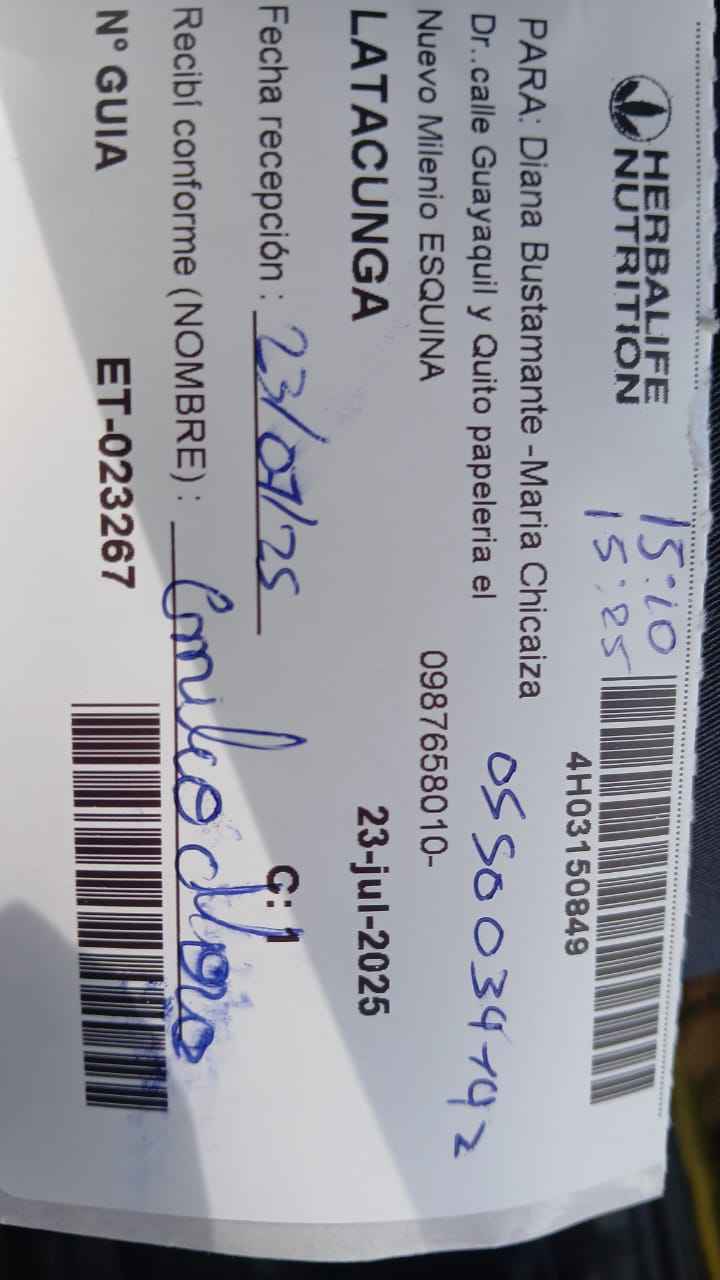 HERBALIFE
NUTRITION
15:10
15:25
4H03150849
PARA: Diana Bustamante -Maria Chicaiza
Dr..calle Guayaquil y Quito papeleria el
Nuevo Milenio ESQUINA
0987658010-
LATACUNGA
23-jul-2025
Fecha recepción : 23/07/25
C: 1
Recibí conforme (NOMBRE) :
N° GUIA
ET-023267